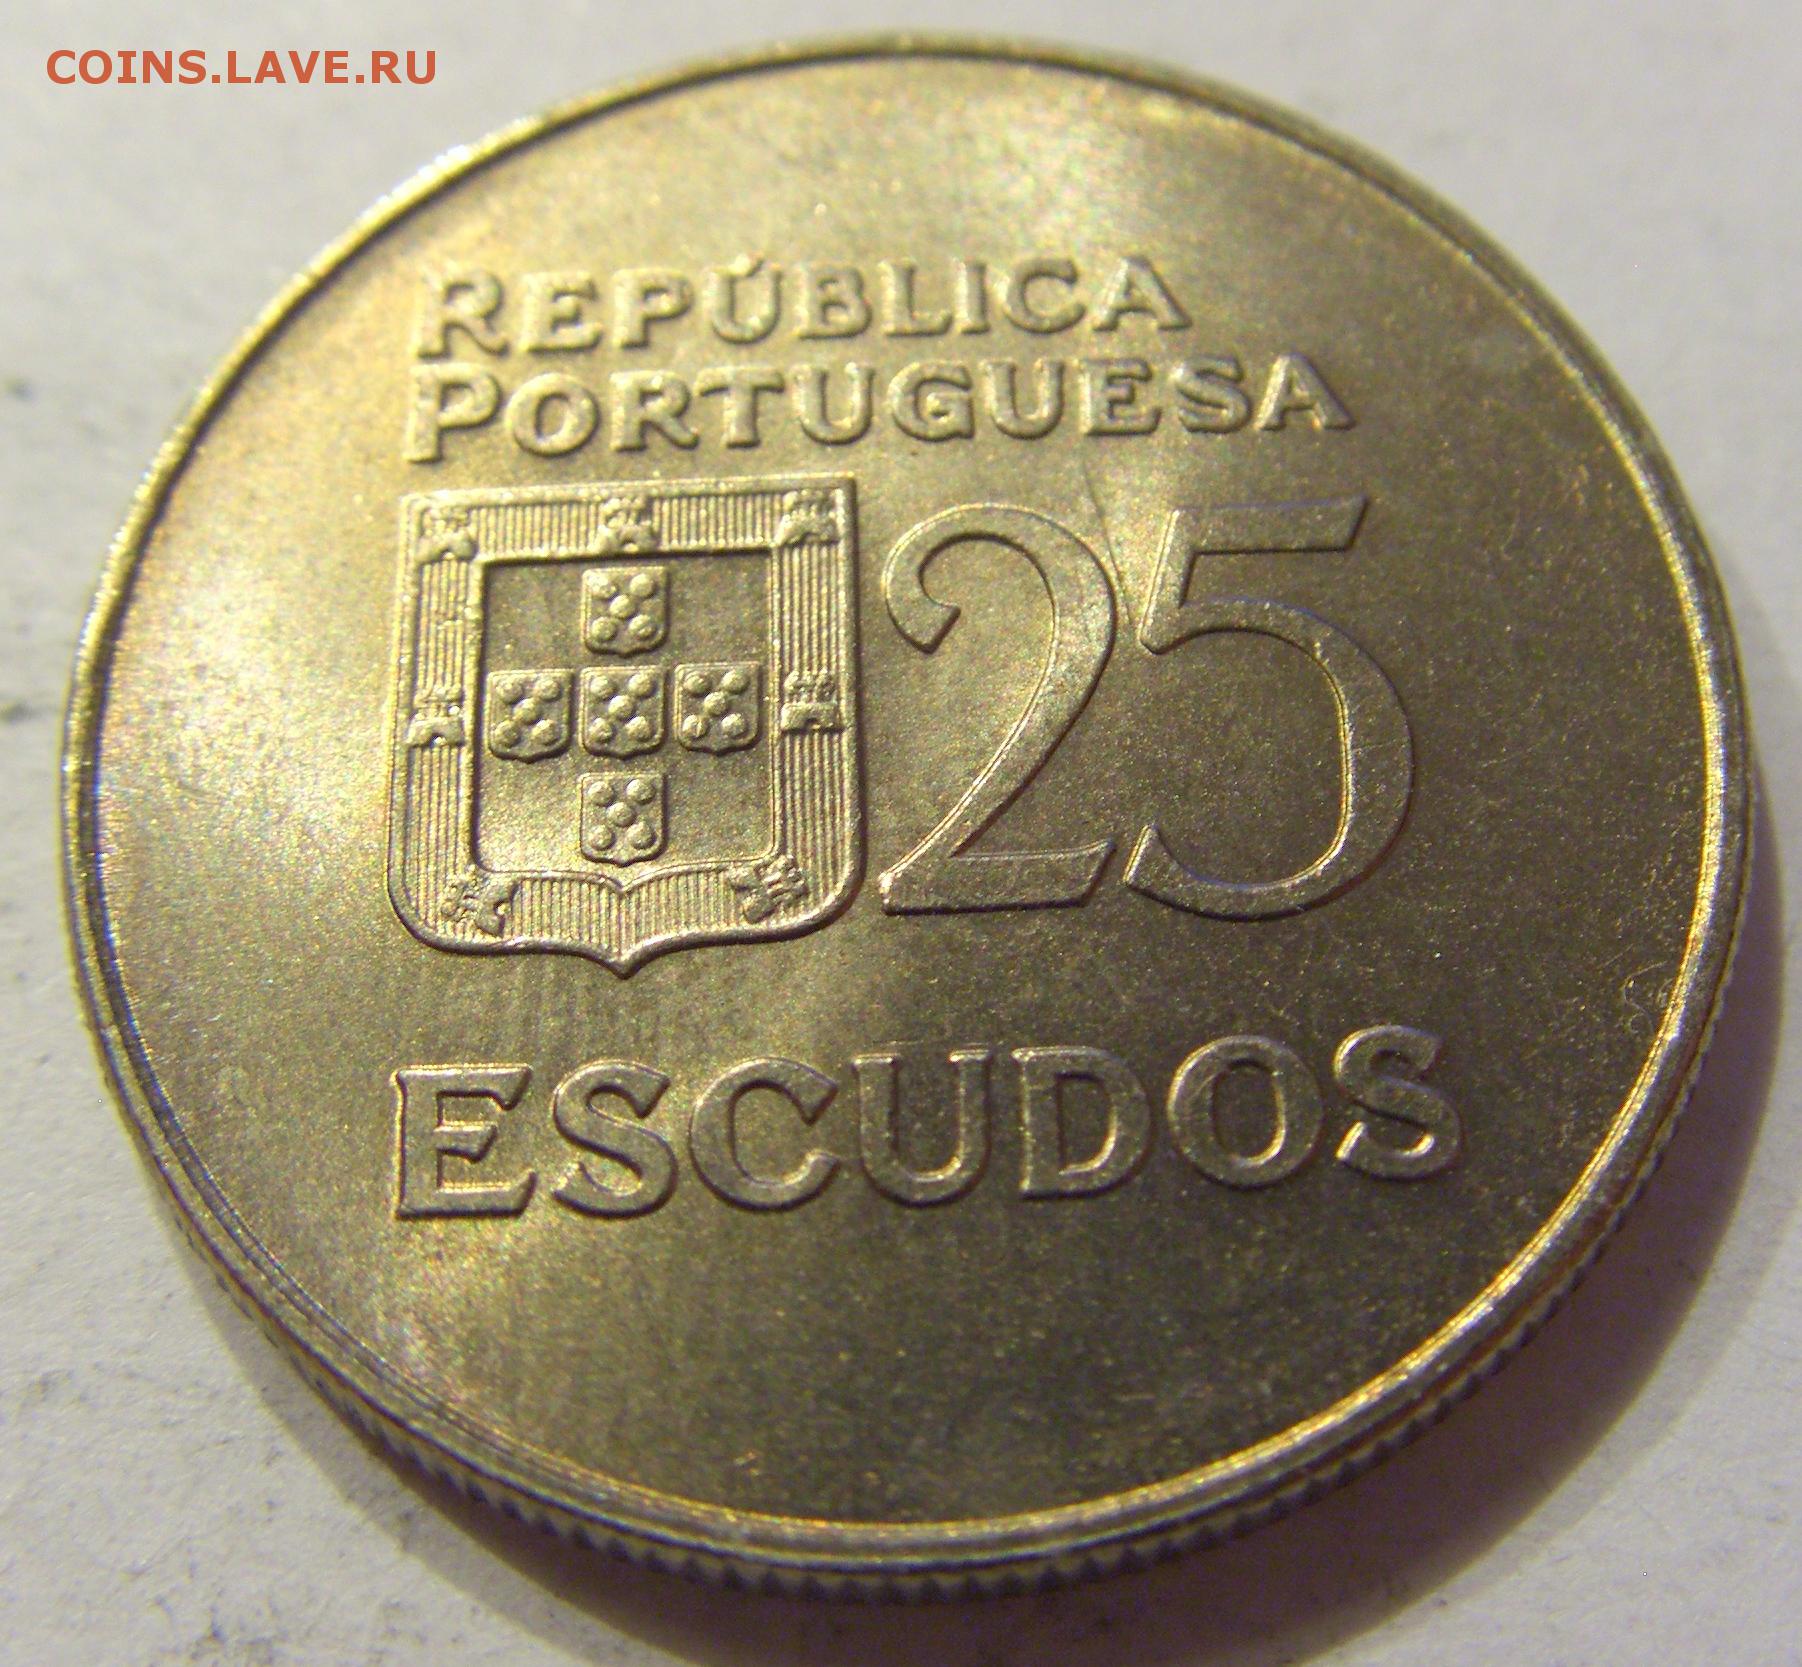 COINS.LAVE.RU
REPÚBLICA
PORTUGUESA
25
ESCUDOS